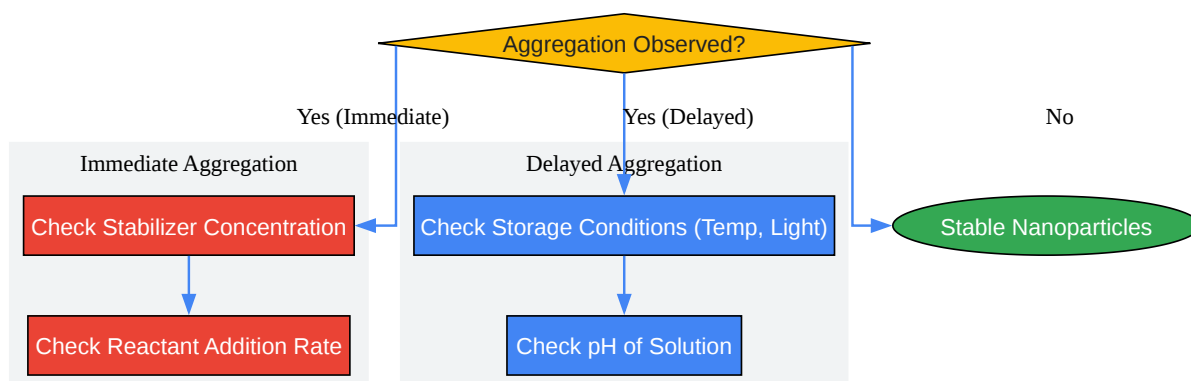 Aggregation Observed?
Yes (Immediate)
Yes (Delayed)
No
Immediate Aggregation
Delayed Aggregation
Check Stabilizer Concentration
Check Storage Conditions (Temp, Light)
Stable Nanoparticles
Check Reactant Addition Rate
Check pH of Solution